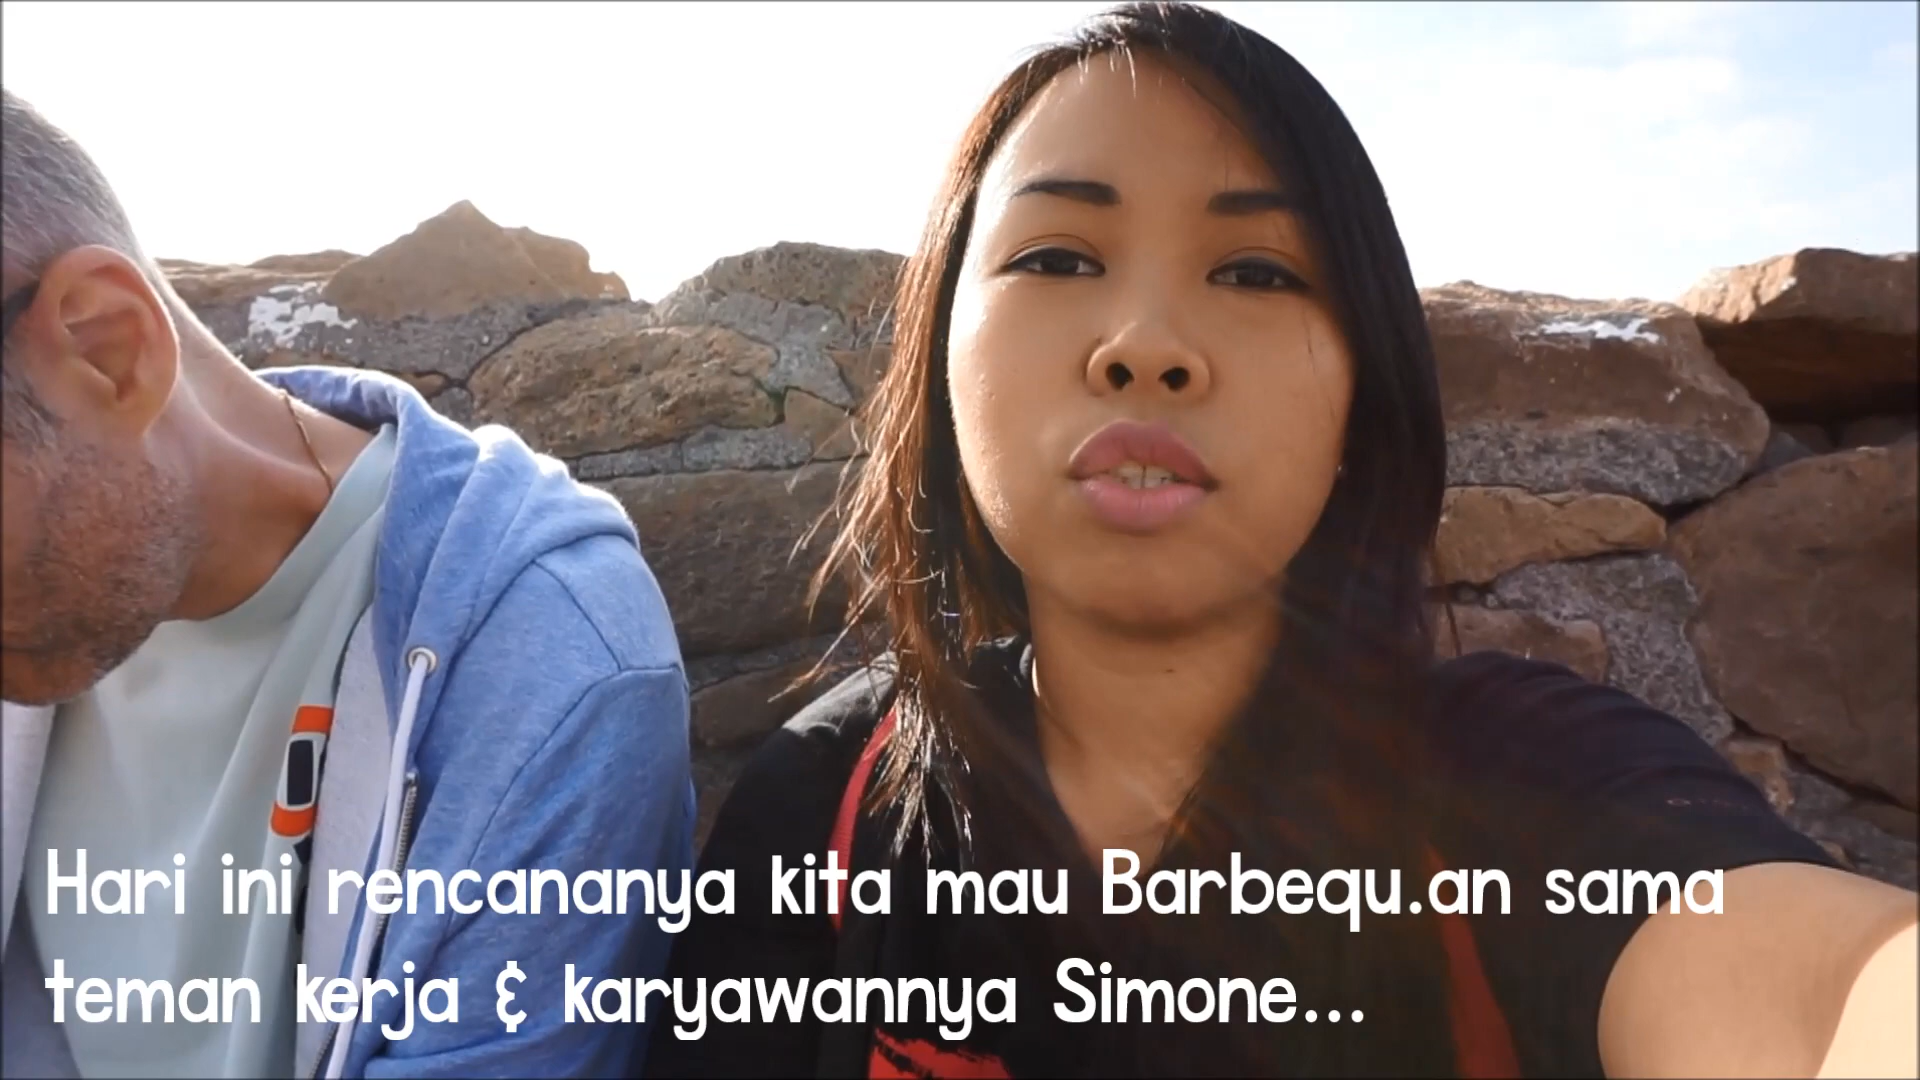 Hari ini rencananya kita mau Barbequ.an sama
teman kerja & karyawannya Simone...